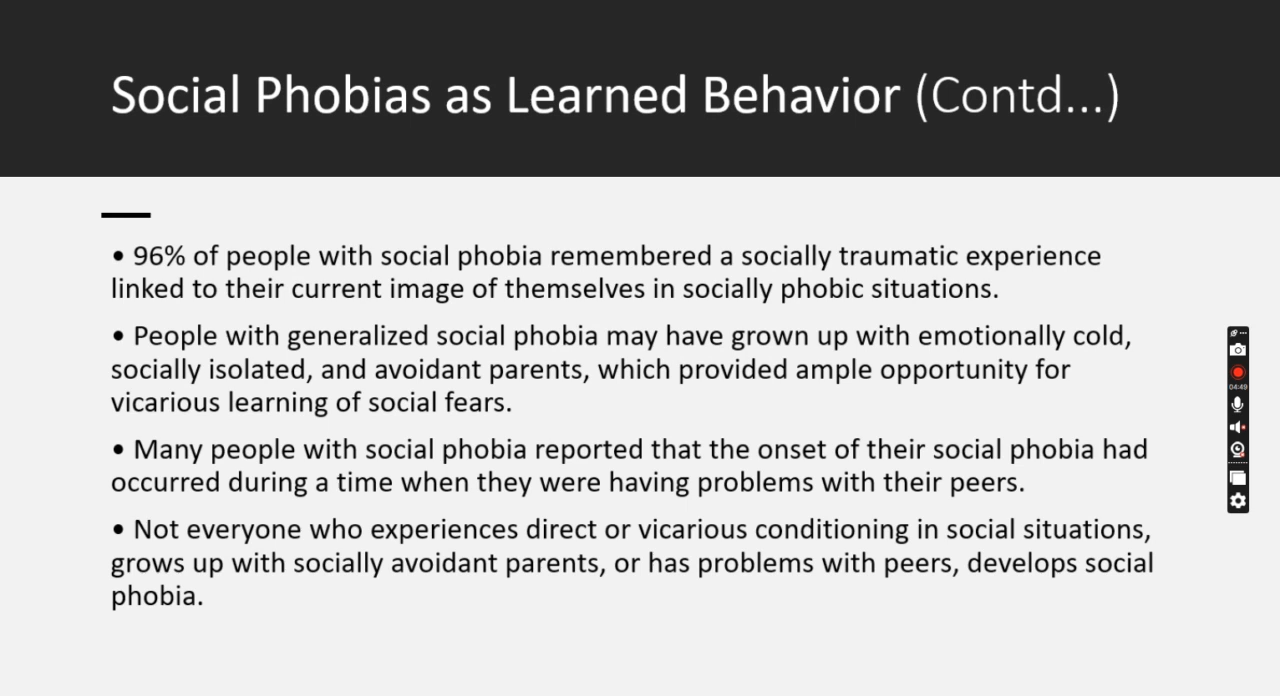 Social Phobias as Learned Behavior (Contd...)
• 96% of people with social phobia remembered a socially traumatic experience
linked to their current image of themselves in socially phobic situations.
• People with generalized social phobia may have grown up with emotionally cold,
socially isolated, and avoidant parents, which provided ample opportunity for
vicarious learning of social fears.
• Many people with social phobia reported that the onset of their social phobia had
occurred during a time when they were having problems with their peers.
• Not everyone who experiences direct or vicarious conditioning in social situations,
grows up with socially avoidant parents, or has problems with peers, develops social
phobia.
04:49